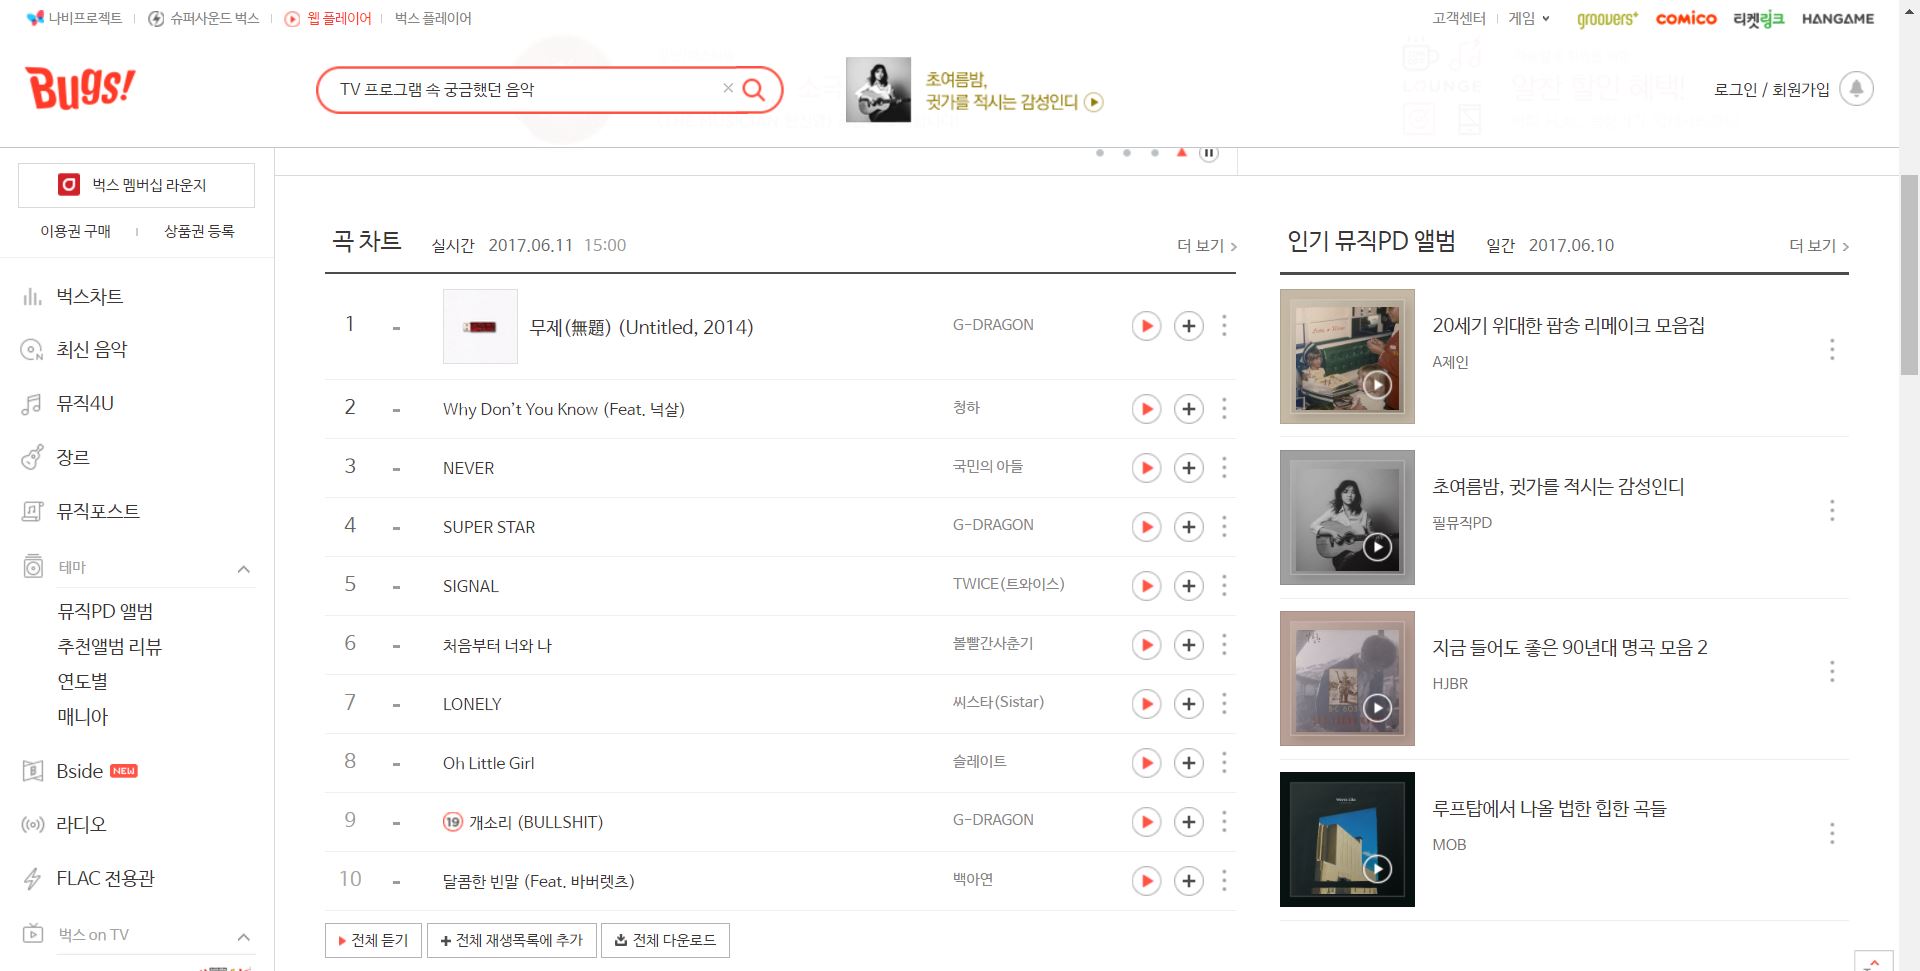 나비프로젝트
슈퍼사운드 벅스
웹 플레이어
벅스 플레이어
고객센터
게임
groovers+
comico
티켓링크
HANGAME
Bugs!
TV 프로그램 속 궁금했던 음악
초여름밤,
귓가를 적시는 감성인디
로그인 / 회원가입
벅스 멤버십 라운지
이용권 구매
상품권 등록
벅스차트
최신 음악
뮤직4U
장르
뮤직포스트
테마
뮤직PD 앨범
추천앨범 리뷰
연도별
매니아
Bside NEW
라디오
FLAC 전용관
벅스 on TV
곡 차트 실시간 2017.06.11 15:00 더 보기
1 - 무제(無題) (Untitled, 2014) G-DRAGON
2 - Why Don't You Know (Feat. 넉살) 청하
3 - NEVER 국민의 아들
4 - SUPER STAR G-DRAGON
5 - SIGNAL TWICE(트와이스)
6 - 처음부터 너와 나 볼빨간사춘기
7 - LONELY 씨스타(Sistar)
8 - Oh Little Girl 슬레이트
9 - 19 개소리 (BULLSHIT) G-DRAGON
10 - 달콤한 빈말 (Feat. 바버렛츠) 백아연
전체 듣기
전체 재생목록에 추가
전체 다운로드
인기 뮤직PD 앨범 일간 2017.06.10 더 보기
20세기 위대한 팝송 리메이크 모음집
A제인
초여름밤, 귓가를 적시는 감성인디
필뮤직PD
지금 들어도 좋은 90년대 명곡 모음 2
HJBR
루프탑에서 나올 법한 힙한 곡들
MOB